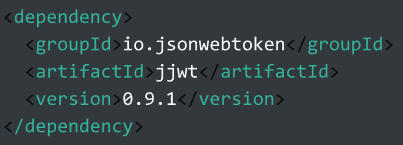 <dependency>
  <groupId>io.jsonwebtoken</groupId>
  <artifactId>jjwt</artifactId>
  <version>0.9.1</version>
</dependency>